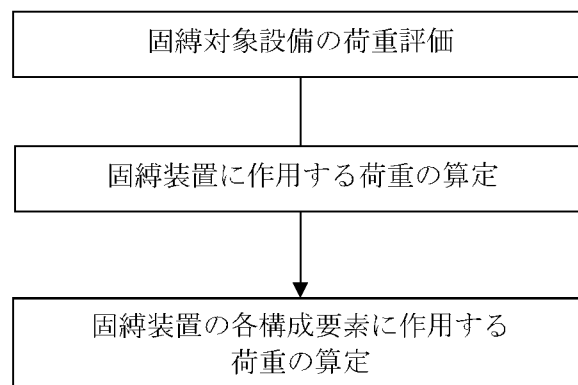 固縛対象設備の荷重評価
固縛装置に作用する荷重の算定
固縛装置の各構成要素に作用する
荷重の算定